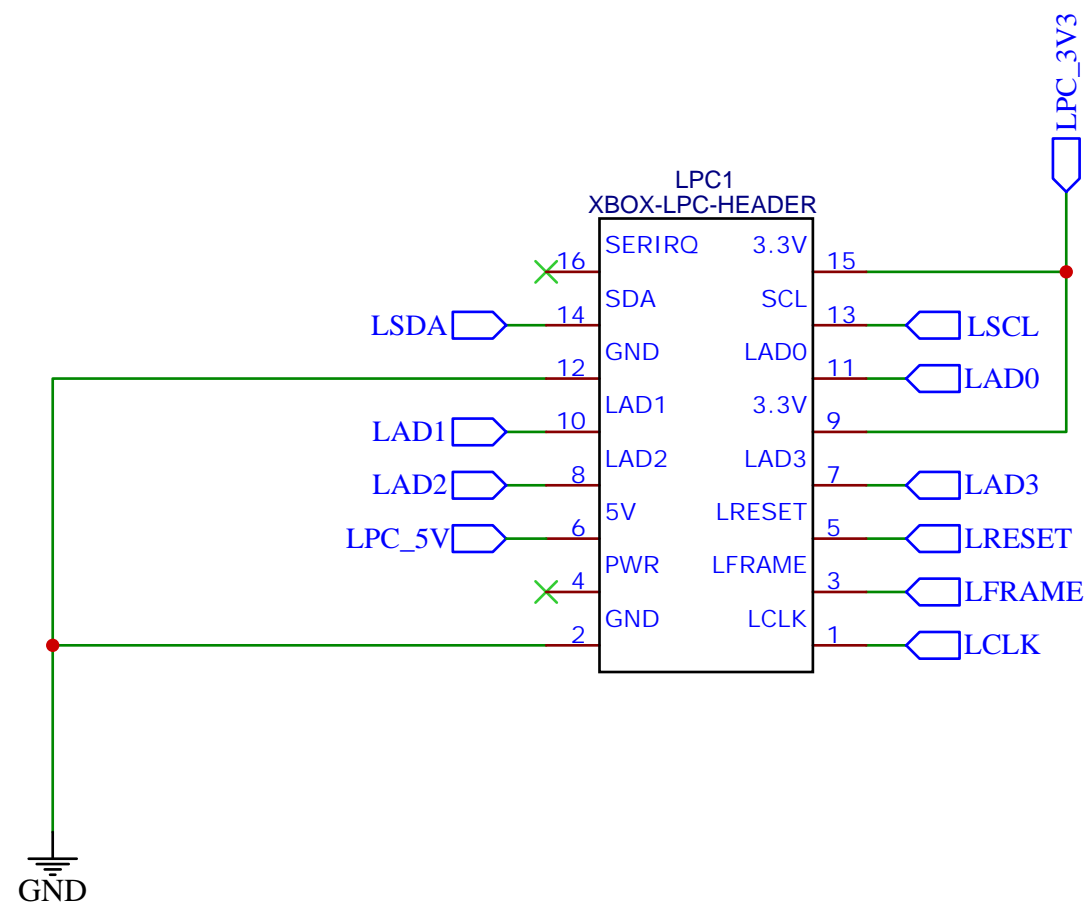 LPC_3V3
LPC1
XBOX-LPC-HEADER
SERIRQ 3.3V
16 15
SDA SCL
LSDA 14 13 LSCL
GND LAD0
12 11 LAD0
LAD1 3.3V
LAD1 10 9
LAD2 LAD3
LAD2 8 7 LAD3
5V LRESET
LPC_5V 6 5 LRESET
PWR LFRAME
4 3 LFRAME
GND LCLK
2 1 LCLK
GND